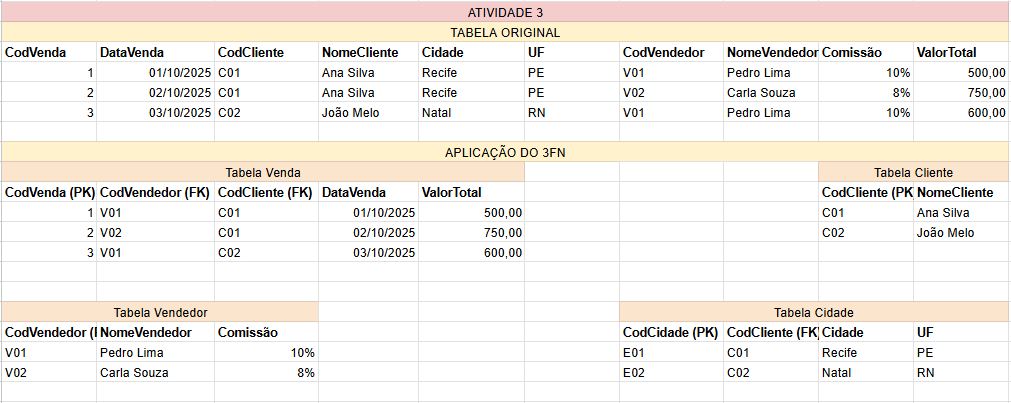 ATIVIDADE 3
TABELA ORIGINAL
CodVenda DataVenda CodCliente NomeCliente Cidade UF CodVendedor NomeVendedor Comissão ValorTotal
1 01/10/2025 C01 Ana Silva Recife PE V01 Pedro Lima 10% 500,00
2 02/10/2025 C01 Ana Silva Recife PE V02 Carla Souza 8% 750,00
3 03/10/2025 C02 João Melo Natal RN V01 Pedro Lima 10% 600,00
APLICAÇÃO DO 3FN
Tabela Venda Tabela Cliente
CodVenda (PK) CodVendedor (FK) CodCliente (FK) DataVenda ValorTotal CodCliente (PK NomeCliente
1 V01 C01 01/10/2025 500,00 C01 Ana Silva
2 V02 C01 02/10/2025 750,00 C02 João Melo
3 V01 C02 03/10/2025 600,00
Tabela Vendedor Tabela Cidade
CodVendedor ( NomeVendedor Comissão CodCidade (PK) CodCliente (FK) Cidade UF
V01 Pedro Lima 10% E01 C01 Recife PE
V02 Carla Souza 8% E02 C02 Natal RN